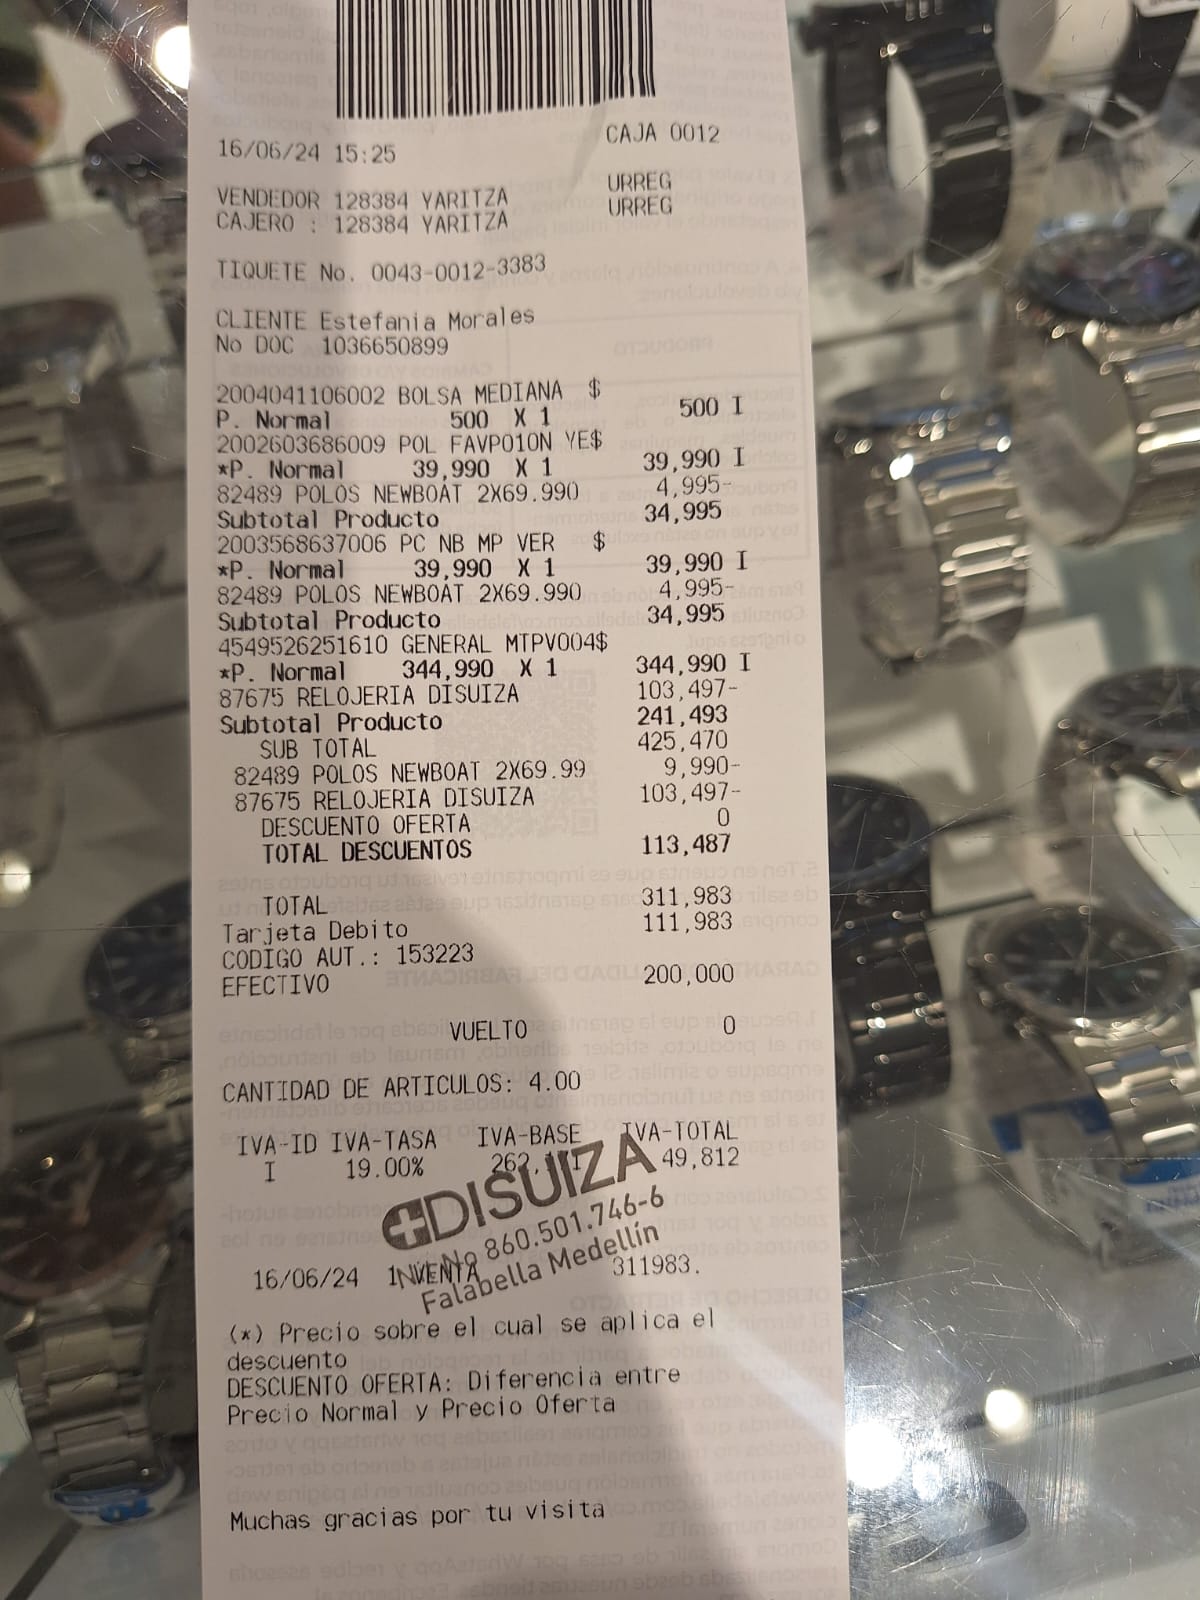 16/06/24 15:25 CAJA 0012
VENDEDOR 128384 YARITZA URREG
CAJERO : 128384 YARITZA URREG
TIQUETE No. 0043-0012-3383
CLIENTE Estefania Morales
No DOC 1036650899
2004041106002 BOLSA MEDIANA $
P. Normal 500 X 1 500 I
2002603686009 POL FAVP01ON YE$
*P. Normal 39,990 X 1 39,990 I
82489 POLOS NEWBOAT 2X69.990 4,995-
Subtotal Producto 34,995
2003568637006 PC NB MP VER $
*P. Normal 39,990 X 1 39,990 I
82489 POLOS NEWBOAT 2X69.990 4,995-
Subtotal Producto 34,995
4549526251610 GENERAL MTPV004$
*P. Normal 344,990 X 1 344,990 I
87675 RELOJERIA DISUIZA 103,497-
Subtotal Producto 241,493
SUB TOTAL 425,470
82489 POLOS NEWBOAT 2X69.99 9,990-
87675 RELOJERIA DISUIZA 103,497-
DESCUENTO OFERTA 0
TOTAL DESCUENTOS 113,487
TOTAL 311,983
Tarjeta Debito 111,983
CODIGO AUT.: 153223
EFECTIVO 200,000
VUELTO 0
CANTIDAD DE ARTICULOS: 4.00
IVA-ID IVA-TASA IVA-BASE IVA-TOTAL
I 19.00% 49,812
DISUIZA
860.501.746-6
Falabella Medellín
16/06/24 311983.
(*) Precio sobre el cual se aplica el
descuento
DESCUENTO OFERTA: Diferencia entre
Precio Normal y Precio Oferta
Muchas gracias por tu visita